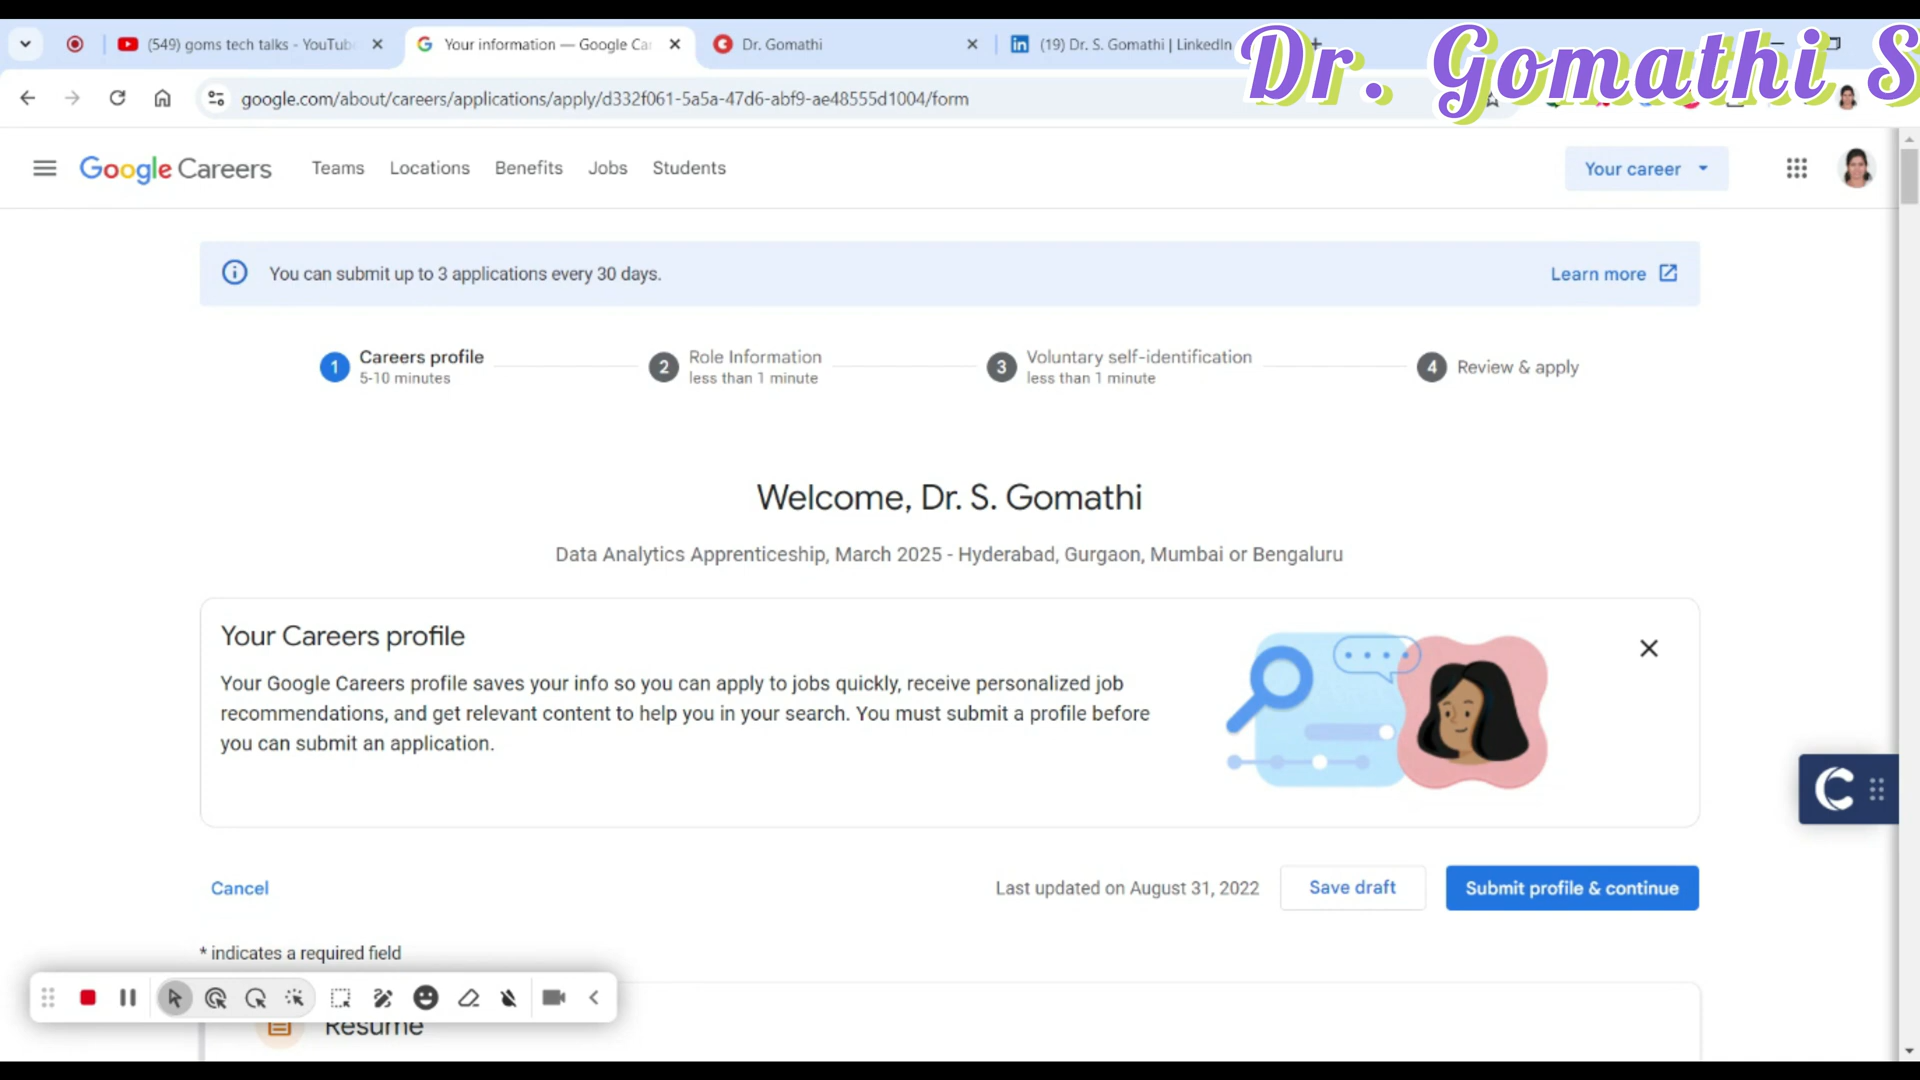 (549) goms tech talks - YouTub
Your information — Google Ca
Dr. Gomathi
(19) Dr. S. Gomathi | LinkedIn
Dr. Gomathi S
google.com/about/careers/applications/apply/d332f061-5a5a-47d6-abf9-ae48555d1004/form
Google Careers
Teams
Locations
Benefits
Jobs
Students
Your career
You can submit up to 3 applications every 30 days.
Learn more
1 Careers profile
5-10 minutes
2 Role Information
less than 1 minute
3 Voluntary self-identification
less than 1 minute
4 Review & apply
Welcome, Dr. S. Gomathi
Data Analytics Apprenticeship, March 2025 - Hyderabad, Gurgaon, Mumbai or Bengaluru
Your Careers profile
Your Google Careers profile saves your info so you can apply to jobs quickly, receive personalized job
recommendations, and get relevant content to help you in your search. You must submit a profile before
you can submit an application.
Cancel
Last updated on August 31, 2022
Save draft
Submit profile & continue
* indicates a required field
Resume